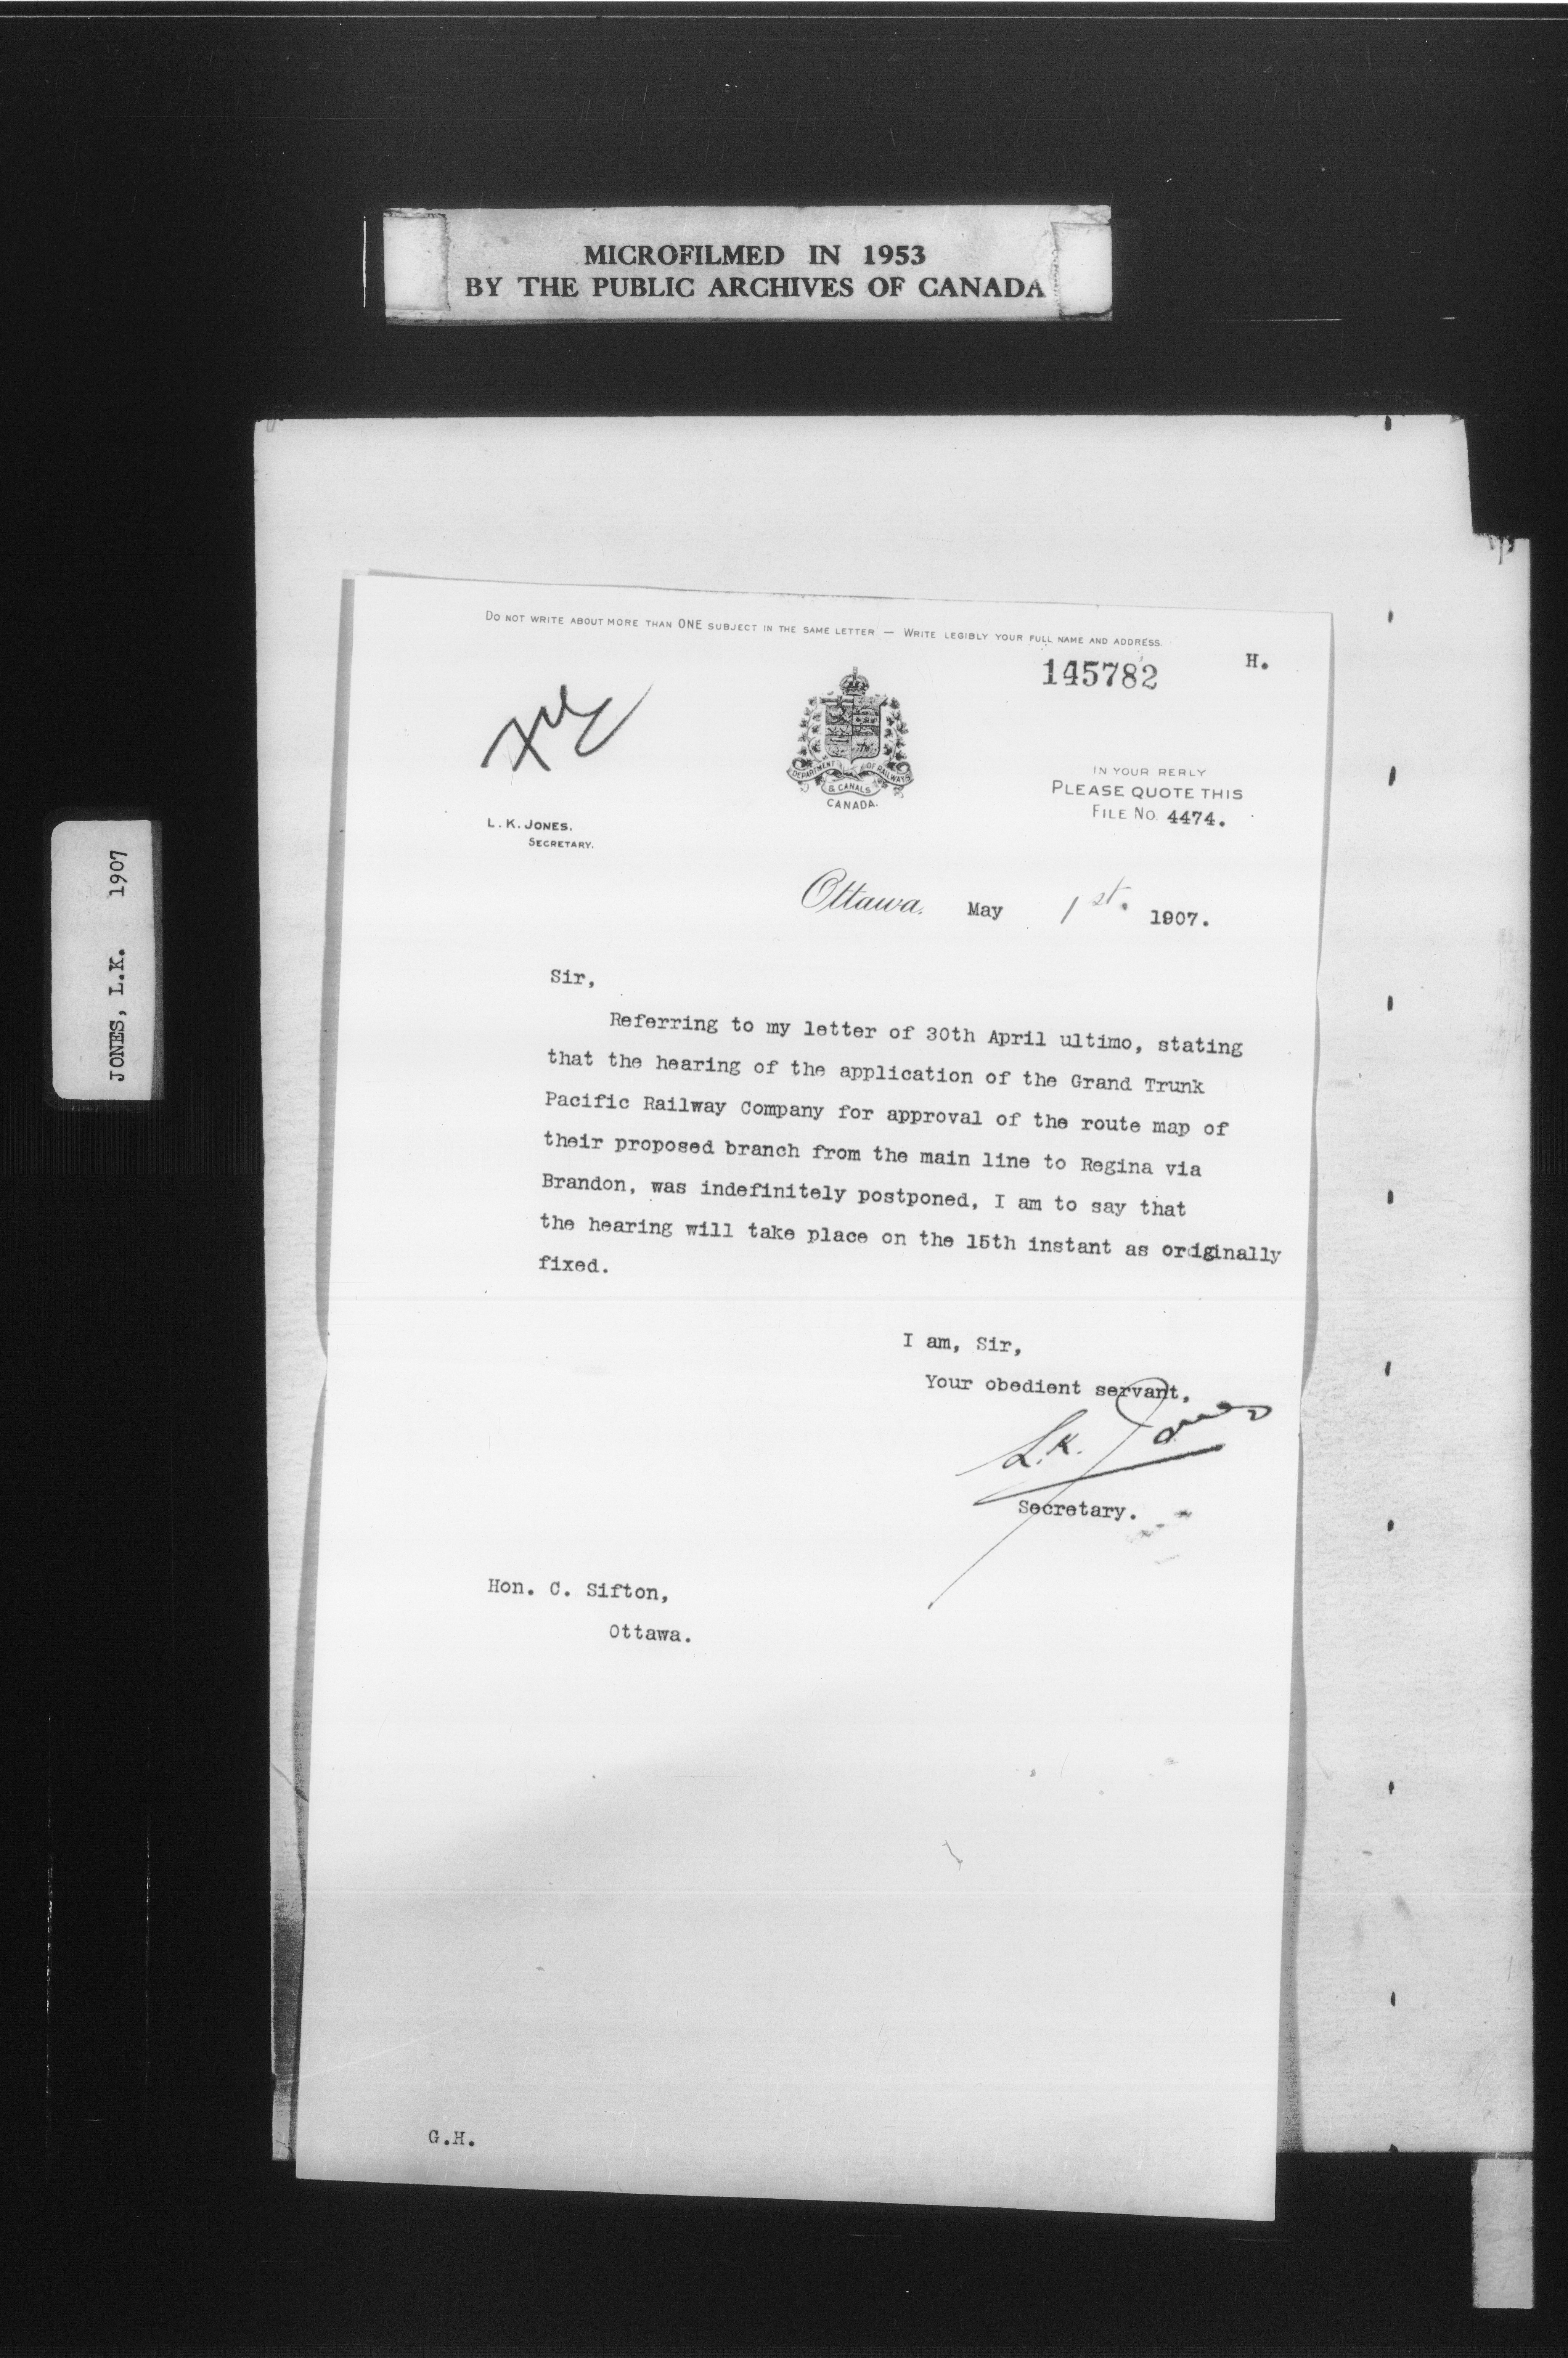 MICROFILMED IN 1953
BY THE PUBLIC ARCHIVES OF CANADA
JONES, L.K. 1907
DO NOT WRITE ABOUT MORE THAN ONE SUBJECT IN THE SAME LETTER — WRITE LEGIBLY YOUR FULL NAME AND ADDRESS.
H.
145782
DEPARTMENT OF RAILWAYS
& CANALS
CANADA.
IN YOUR REPLY
PLEASE QUOTE THIS
FILE NO. 4474.
L. K. JONES.
SECRETARY.
Ottawa, May 1st. 1907.
Sir,
Referring to my letter of 30th April ultimo, stating
that the hearing of the application of the Grand Trunk
Pacific Railway Company for approval of the route map of
their proposed branch from the main line to Regina via
Brandon, was indefinitely postponed, I am to say that
the hearing will take place on the 15th instant as originally
fixed.
I am, Sir,
Your obedient servant,
L.K. Jones
Secretary.
Hon. C. Sifton,
Ottawa.
G.H.